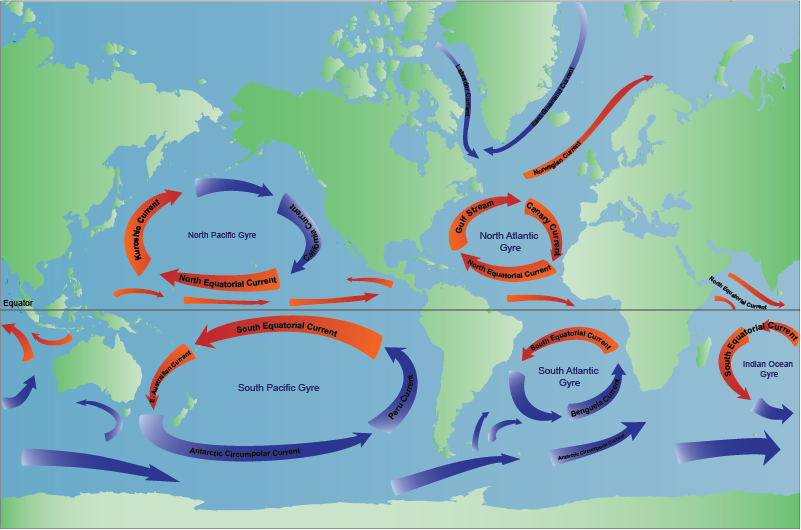 Labrador Current
East Greenland Current
Norwegian Current
Kuroshio Current
North Pacific Gyre
California Current
North Equatorial Current
Gulf Stream
Canary Current
North Atlantic
Gyre
North Equatorial Current
North Equatorial Current
Equator
South Equatorial Current
E. Australian Current
South Pacific Gyre
Peru Current
Antarctic Circumpolar Current
South Equatorial Current
South Atlantic
Gyre
Benguela Current
Antarctic Circumpolar Current
South Equatorial Current
Indian Ocean
Gyre